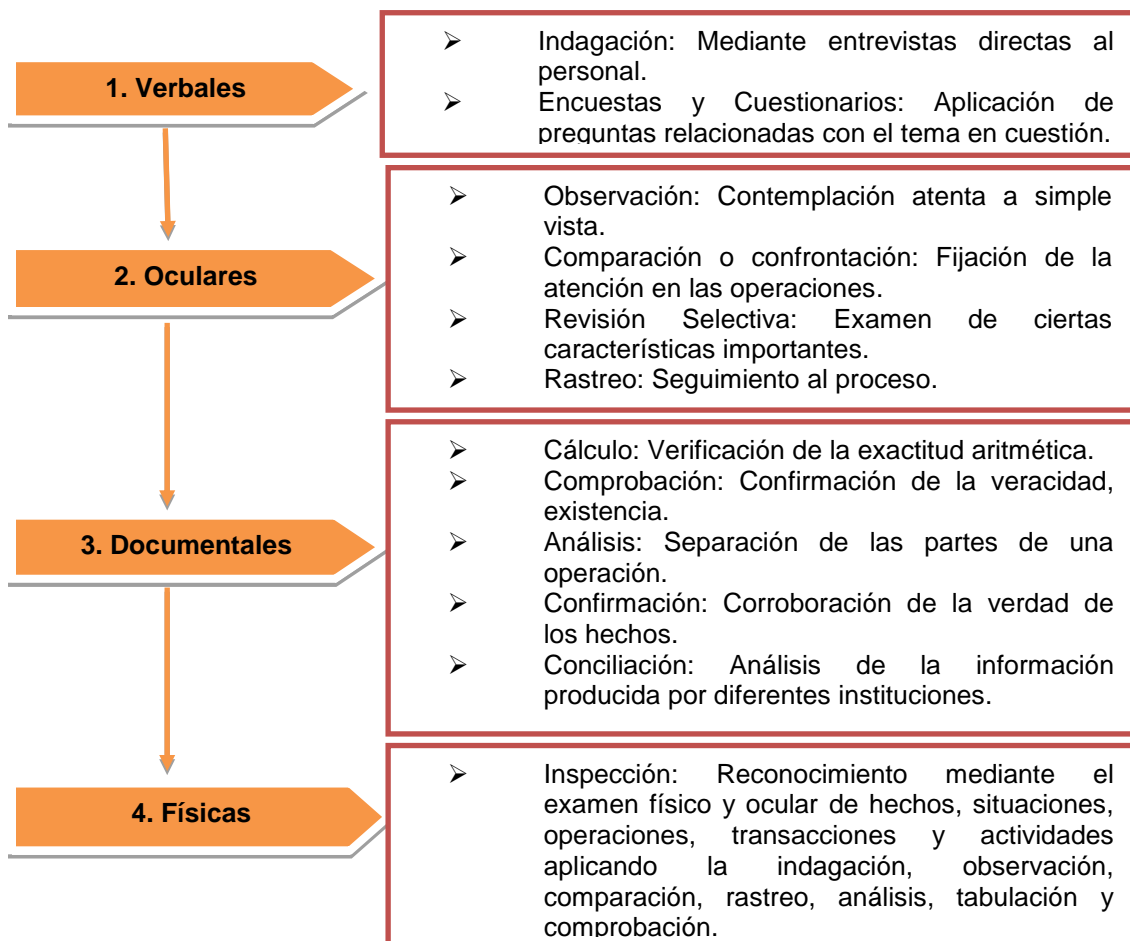 1. Verbales
➢ Indagación: Mediante entrevistas directas al
personal.
➢ Encuestas y Cuestionarios: Aplicación de
preguntas relacionadas con el tema en cuestión.
2. Oculares
➢ Observación: Contemplación atenta a simple
vista.
➢ Comparación o confrontación: Fijación de la
atención en las operaciones.
➢ Revisión Selectiva: Examen de ciertas
características importantes.
➢ Rastreo: Seguimiento al proceso.
3. Documentales
➢ Cálculo: Verificación de la exactitud aritmética.
➢ Comprobación: Confirmación de la veracidad,
existencia.
➢ Análisis: Separación de las partes de una
operación.
➢ Confirmación: Corroboración de la verdad de
los hechos.
➢ Conciliación: Análisis de la información
producida por diferentes instituciones.
4. Físicas
➢ Inspección: Reconocimiento mediante el
examen físico y ocular de hechos, situaciones,
operaciones, transacciones y actividades
aplicando la indagación, observación,
comparación, rastreo, análisis, tabulación y
comprobación.